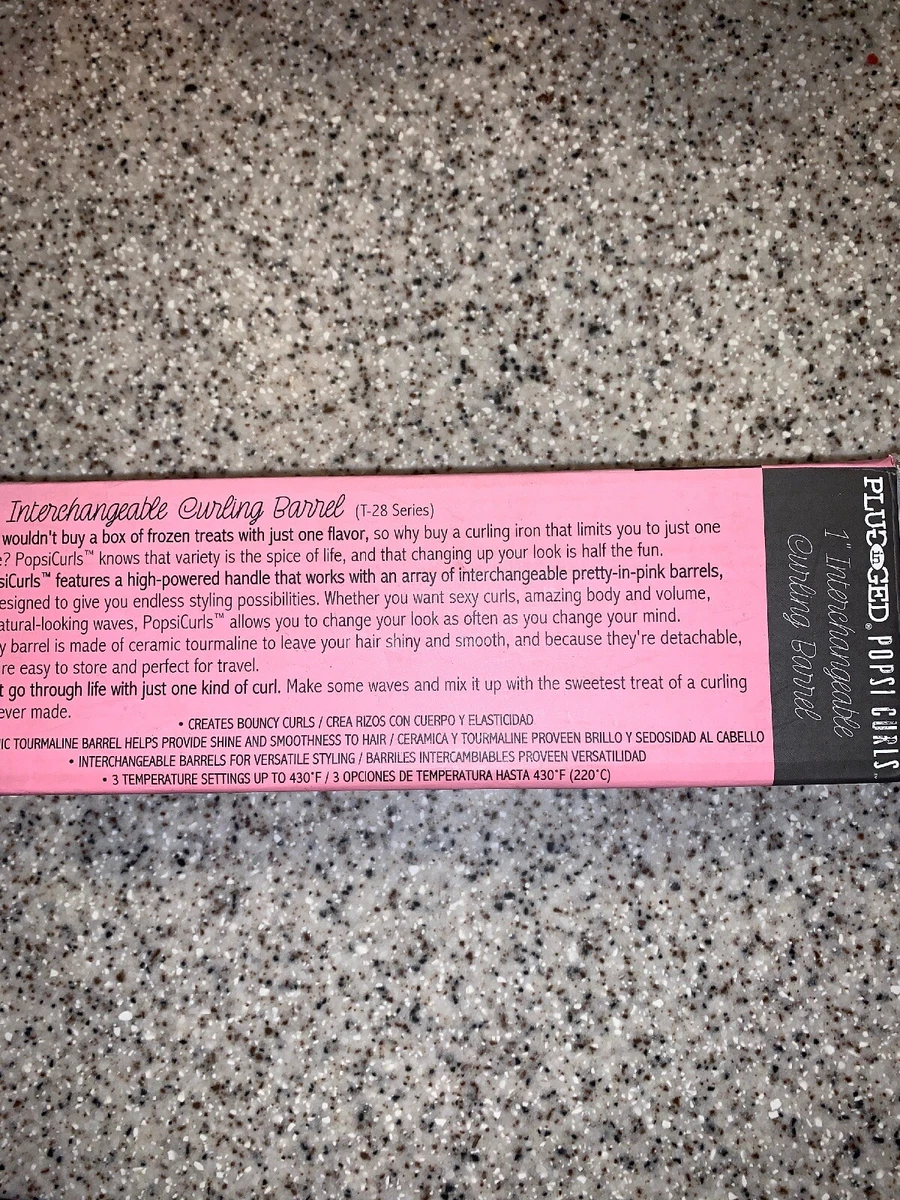 Interchangeable Curling Barrel (T-28 Series)
wouldn't buy a box of frozen treats with just one flavor, so why buy a curling iron that limits you to just one
e? PopsiCurls™ knows that variety is the spice of life, and that changing up your look is half the fun.
siCurls™ features a high-powered handle that works with an array of interchangeable pretty-in-pink barrels,
esigned to give you endless styling possibilities. Whether you want sexy curls, amazing body and volume,
atural-looking waves, PopsiCurls™ allows you to change your look as often as you change your mind.
y barrel is made of ceramic tourmaline to leave your hair shiny and smooth, and because they're detachable,
re easy to store and perfect for travel.
t go through life with just one kind of curl. Make some waves and mix it up with the sweetest treat of a curling
ever made.
• CREATES BOUNCY CURLS / CREA RIZOS CON CUERPO Y ELASTICIDAD
IC TOURMALINE BARREL HELPS PROVIDE SHINE AND SMOOTHNESS TO HAIR / CERAMICA Y TOURMALINE PROVEEN BRILLO Y SEDOSIDAD AL CABELLO
• INTERCHANGEABLE BARRELS FOR VERSATILE STYLING / BARRILES INTERCAMBIABLES PROVEEN VERSATILIDAD
• 3 TEMPERATURE SETTINGS UP TO 430°F / 3 OPCIONES DE TEMPERATURA HASTA 430°F (220°C)
PLUGGED in® POPSI CURLS™
1" Interchangeable
Curling Barrel